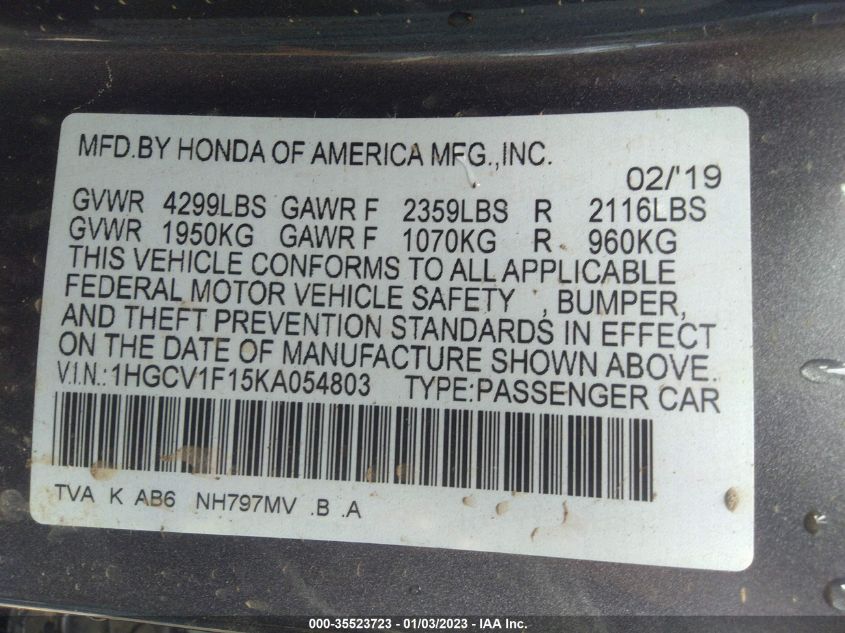 MFD.BY HONDA OF AMERICA MFG.,INC.
02/'19
GVWR 4299LBS GAWR F 2359LBS R 2116LBS
GVWR 1950KG GAWR F 1070KG R 960KG
THIS VEHICLE CONFORMS TO ALL APPLICABLE
FEDERAL MOTOR VEHICLE SAFETY , BUMPER,
AND THEFT PREVENTION STANDARDS IN EFFECT
ON THE DATE OF MANUFACTURE SHOWN ABOVE.
V.I.N.:1HGCV1F15KA054803 TYPE:PASSENGER CAR
TVA K AB6 NH797MV .B .A
000-35523723 - 01/03/2023 - IAA Inc.